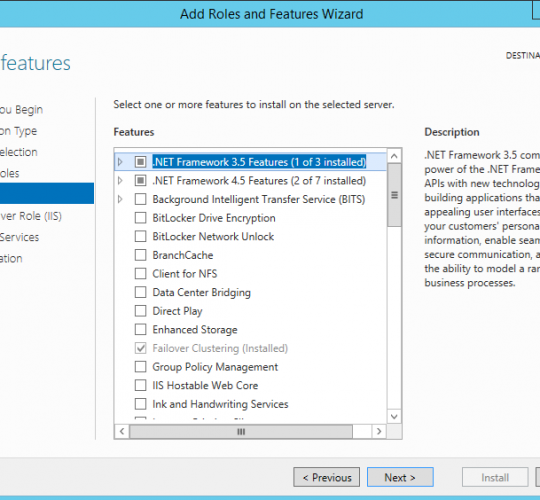 Add Roles and Features Wizard
features
DESTINA
ou Begin
on Type
election
oles
ver Role (IIS)
Services
ation
Select one or more features to install on the selected server.
Features
.NET Framework 3.5 Features (1 of 3 installed)
.NET Framework 4.5 Features (2 of 7 installed)
Background Intelligent Transfer Service (BITS)
BitLocker Drive Encryption
BitLocker Network Unlock
BranchCache
Client for NFS
Data Center Bridging
Direct Play
Enhanced Storage
Failover Clustering (Installed)
Group Policy Management
IIS Hostable Web Core
Ink and Handwriting Services
Description
.NET Framework 3.5 com
power of the .NET Fram
APIs with new technolog
building applications tha
appealing user interfaces
your customers' persona
information, enable seam
secure communication, a
the ability to model a ran
business processes.
< Previous
Next >
Install